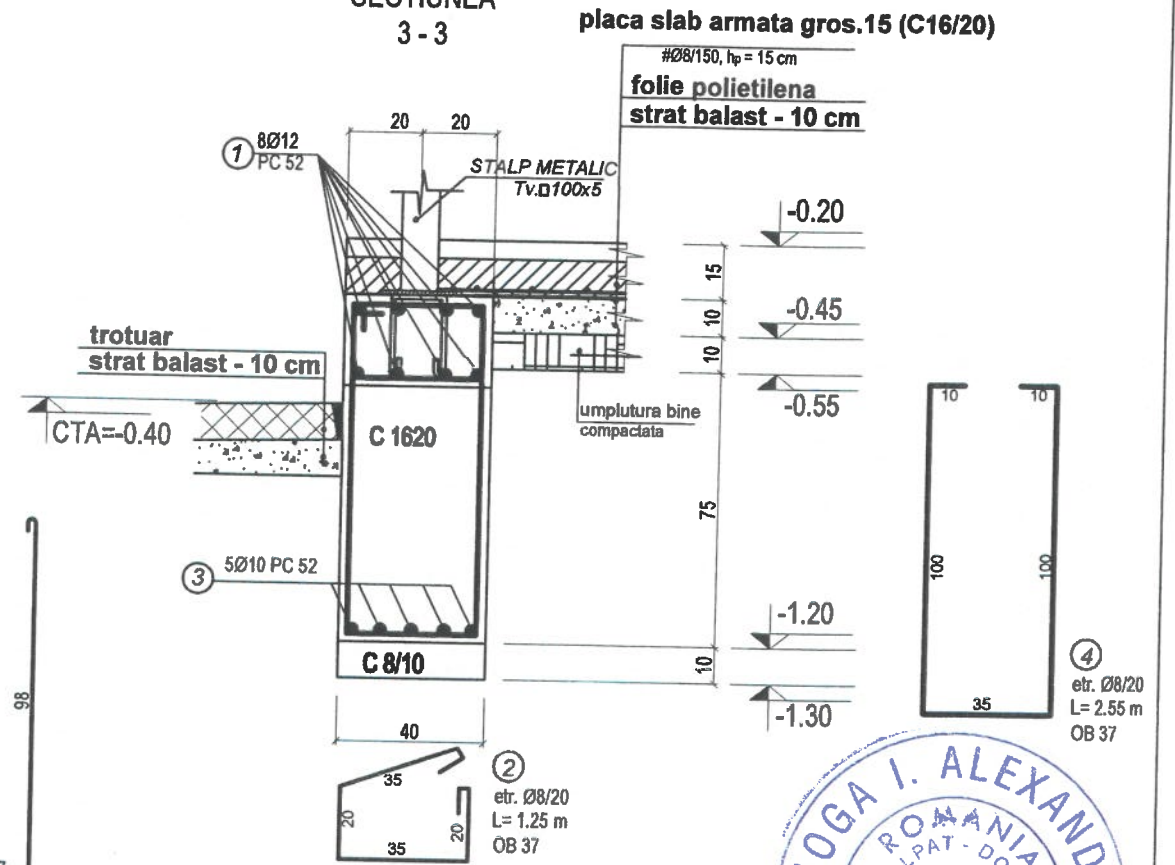 SECTIUNEA
3 - 3
placa slab armata gros.15 (C16/20)
#Ø8/150, hp = 15 cm
folie polietilena
strat balast - 10 cm
20
20
1
8Ø12
PC 52
STALP METALIC
Tv.□100x5
-0.20
15
10
-0.45
10
-0.55
trotuar
strat balast - 10 cm
CTA=-0.40
C 1620
umplutura bine
compactata
10
10
75
100
100
3
5Ø10 PC 52
-1.20
C 8/10
10
-1.30
98
35
4
etr. Ø8/20
L= 2.55 m
OB 37
40
35
20
20
35
2
etr. Ø8/20
L= 1.25 m
OB 37
I. ALEXAND
ROMANIA